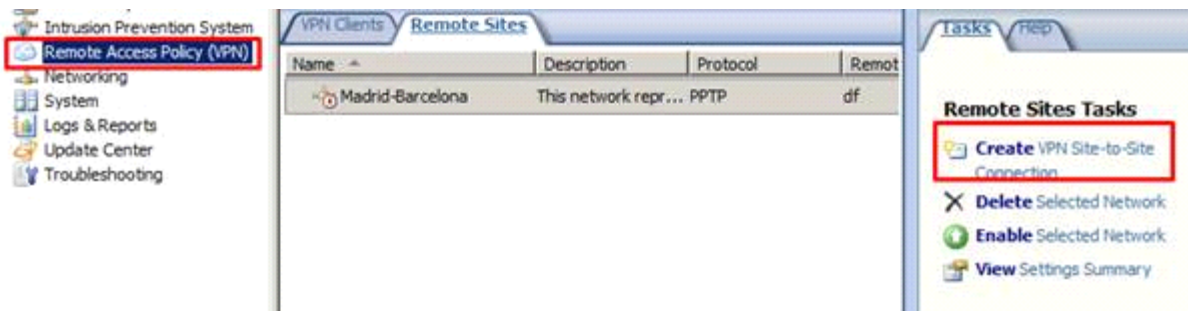 Intrusion Prevention System
Remote Access Policy (VPN)
Networking
System
Logs & Reports
Update Center
Troubleshooting
VPN Clients
Remote Sites
Name
Description
Protocol
Remot
Madrid-Barcelona
This network repr...
PPTP
df
Tasks
Help
Remote Sites Tasks
Create VPN Site-to-Site
Connection
Delete Selected Network
Enable Selected Network
View Settings Summary